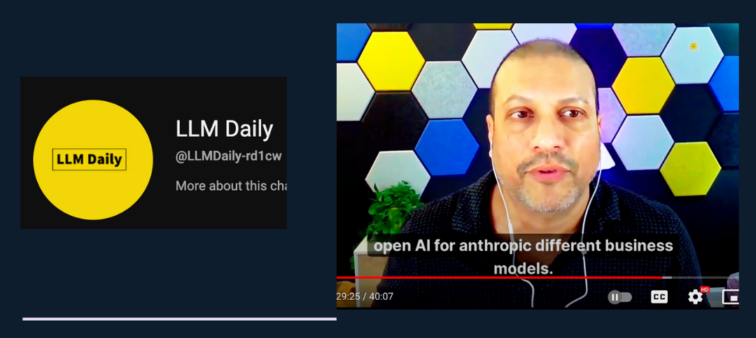 LLM Daily
LLM Daily
@LLMDaily-rd1cw
More about this cha
open AI for anthropic different business
models.
29:25 / 40:07
CC
HD